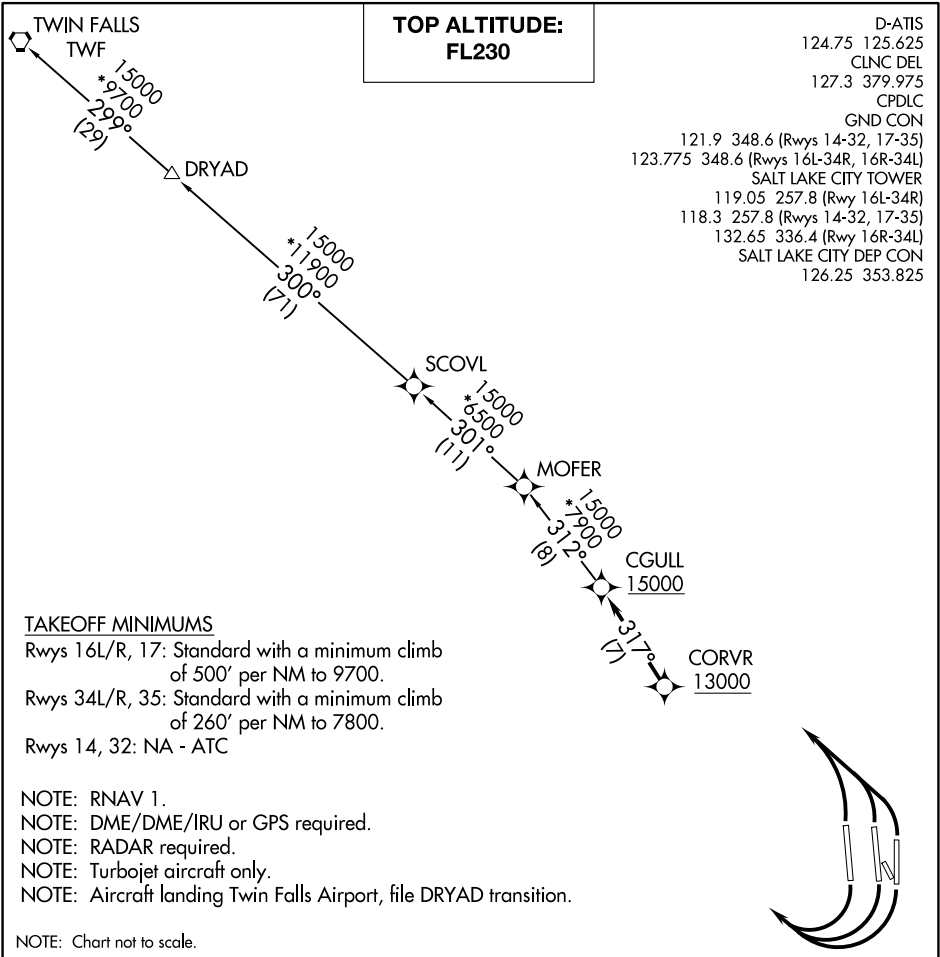 TWIN FALLS
TWF
TOP ALTITUDE:
FL230
D-ATIS
124.75 125.625
CLNC DEL
127.3 379.975
CPDLC
GND CON
121.9 348.6 (Rwys 14-32, 17-35)
123.775 348.6 (Rwys 16L-34R, 16R-34L)
SALT LAKE CITY TOWER
119.05 257.8 (Rwy 16L-34R)
118.3 257.8 (Rwys 14-32, 17-35)
132.65 336.4 (Rwy 16R-34L)
SALT LAKE CITY DEP CON
126.25 353.825
15000
*9700
299°
(29)
DRYAD
15000
*11900
300°
(71)
SCOVL
15000
*6500
301°
(11)
MOFER
15000
*7900
312°
(8)
CGULL
15000
317°
(7)
CORVR
13000
TAKEOFF MINIMUMS
Rwys 16L/R, 17: Standard with a minimum climb
of 500' per NM to 9700.
Rwys 34L/R, 35: Standard with a minimum climb
of 260' per NM to 7800.
Rwys 14, 32: NA - ATC
NOTE: RNAV 1.
NOTE: DME/DME/IRU or GPS required.
NOTE: RADAR required.
NOTE: Turbojet aircraft only.
NOTE: Aircraft landing Twin Falls Airport, file DRYAD transition.
NOTE: Chart not to scale.